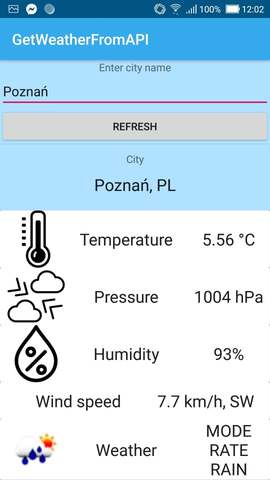 100% 12:02
GetWeatherFromAPI
Enter city name
Poznań
REFRESH
City
Poznań, PL
Temperature 5.56 °C
Pressure 1004 hPa
Humidity 93%
Wind speed 7.7 km/h, SW
Weather MODE
RATE
RAIN